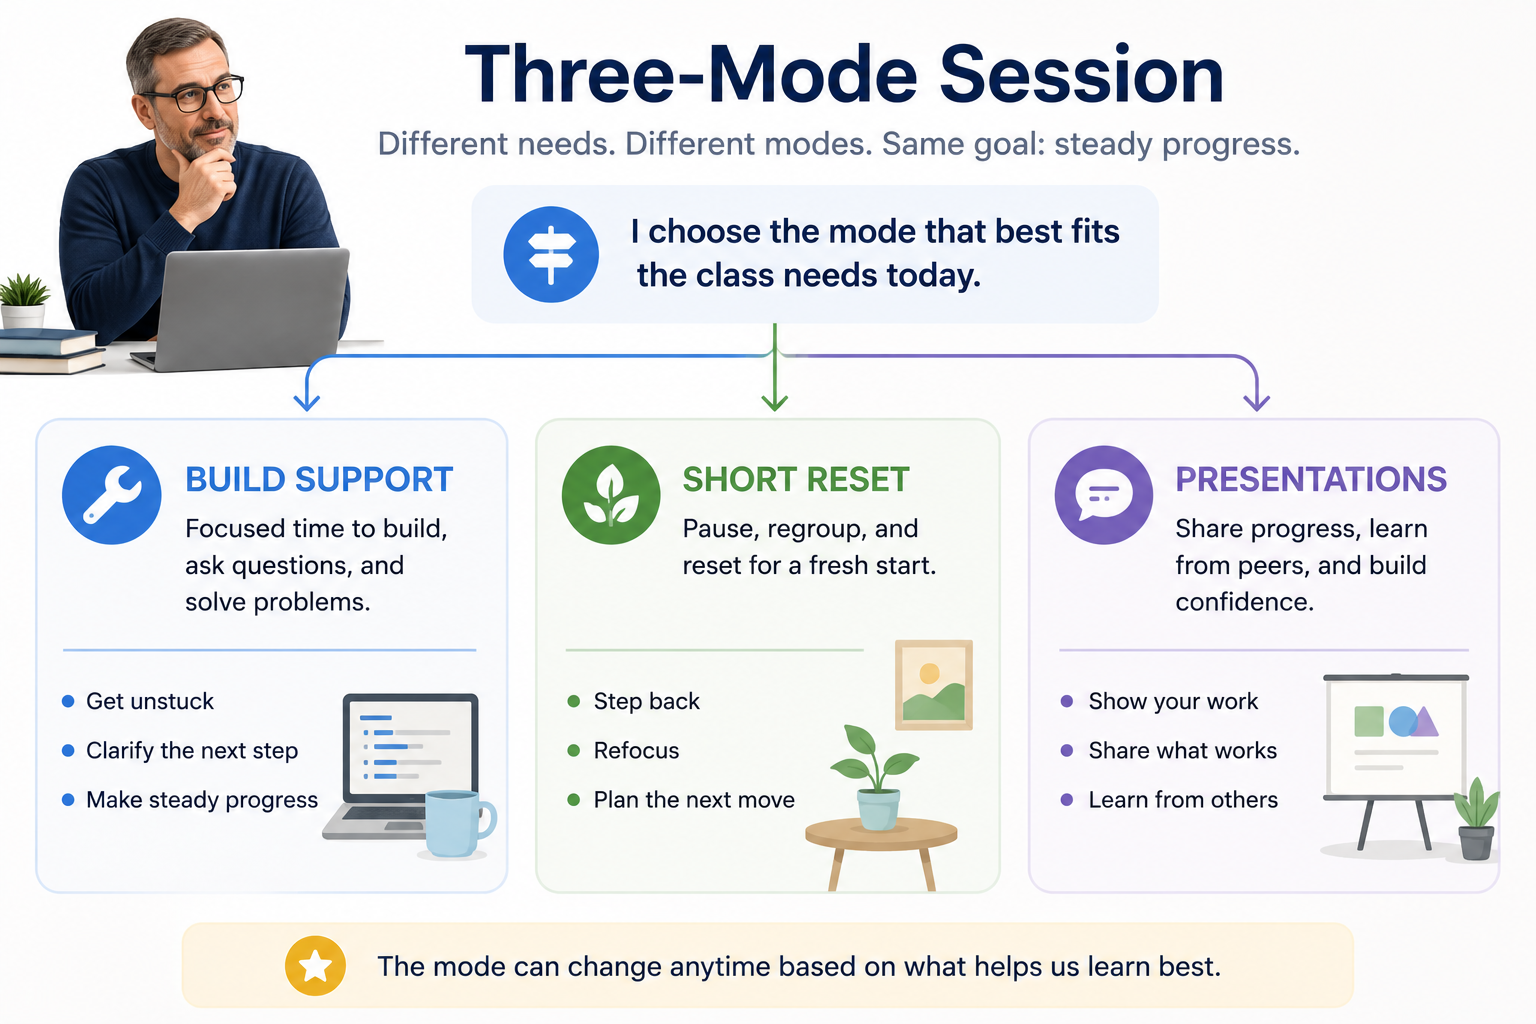 Three-Mode Session
Different needs. Different modes. Same goal: steady progress.
I choose the mode that best fits
the class needs today.
BUILD SUPPORT
Focused time to build,
ask questions, and
solve problems.
Get unstuck
Clarify the next step
Make steady progress
SHORT RESET
Pause, regroup, and
reset for a fresh start.
Step back
Refocus
Plan the next move
PRESENTATIONS
Share progress, learn
from peers, and build
confidence.
Show your work
Share what works
Learn from others
The mode can change anytime based on what helps us learn best.